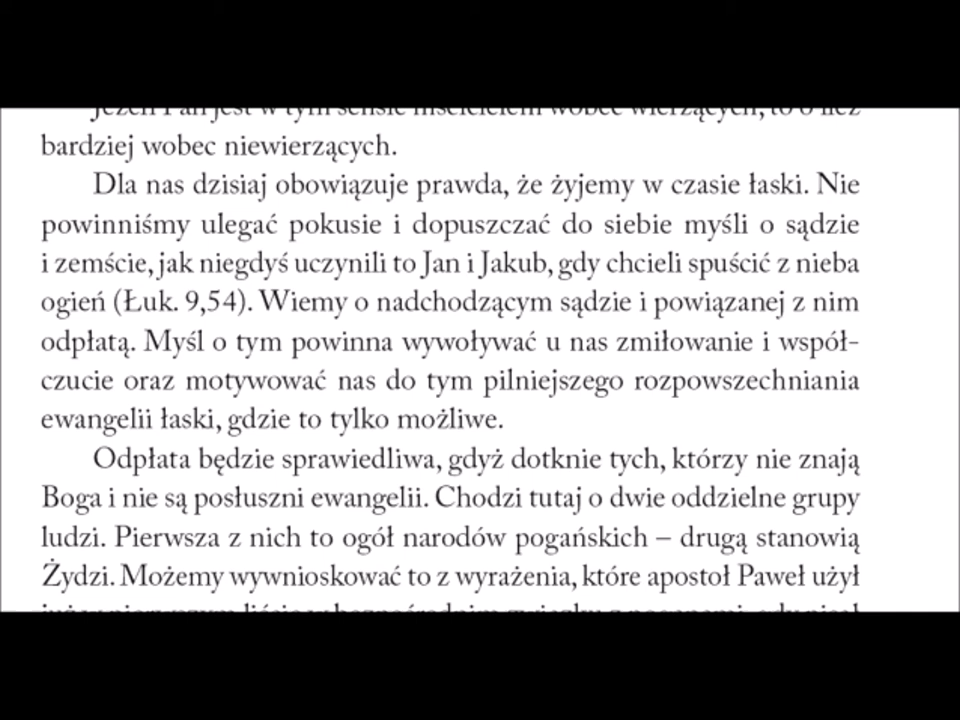 bardziej wobec niewierzących.
Dla nas dzisiaj obowiązuje prawda, że żyjemy w czasie łaski. Nie
powinniśmy ulegać pokusie i dopuszczać do siebie myśli o sądzie
i zemście, jak niegdyś uczynili to Jan i Jakub, gdy chcieli spuścić z nieba
ogień (Łuk. 9,54). Wiemy o nadchodzącym sądzie i powiązanej z nim
odpłatą. Myśl o tym powinna wywoływać u nas zmiłowanie i współ-
czucie oraz motywować nas do tym pilniejszego rozpowszechniania
ewangelii łaski, gdzie to tylko możliwe.
Odpłata będzie sprawiedliwa, gdyż dotknie tych, którzy nie znają
Boga i nie są posłuszni ewangelii. Chodzi tutaj o dwie oddzielne grupy
ludzi. Pierwsza z nich to ogół narodów pogańskich – drugą stanowią
Żydzi. Możemy wywnioskować to z wyrażenia, które apostoł Paweł użył